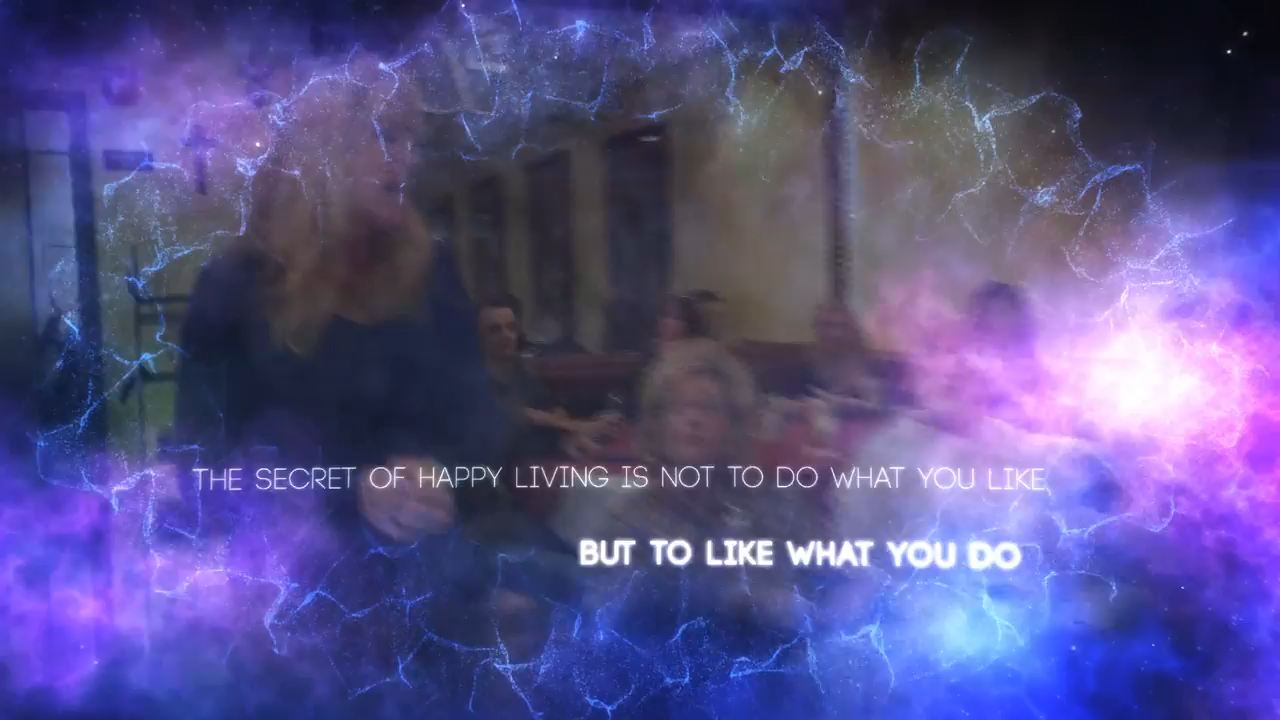 THE SECRET OF HAPPY LIVING IS NOT TO DO WHAT YOU LIKE,
BUT TO LIKE WHAT YOU DO